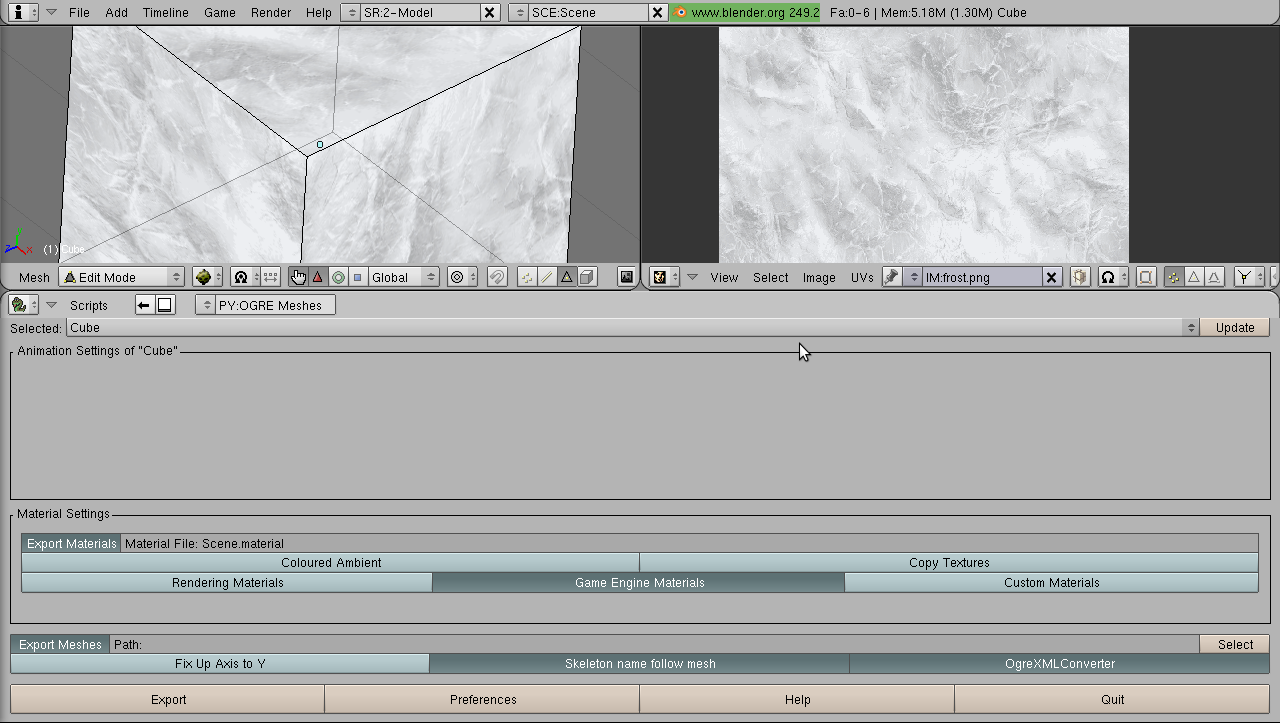 File Add Timeline Game Render Help SR:2-Model SCE:Scene www.blender.org 249.2 Fa:0-6 | Mem:5.18M (1.30M) Cube
Z X (1) Cube
Mesh Edit Mode Global View Select Image UVs IM:frost.png
Scripts PY:OGRE Meshes
Selected: Cube Update
Animation Settings of "Cube"
Material Settings
Export Materials Material File: Scene.material
Coloured Ambient Copy Textures
Rendering Materials Game Engine Materials Custom Materials
Export Meshes Path: Select
Fix Up Axis to Y Skeleton name follow mesh OgreXMLConverter
Export Preferences Help Quit